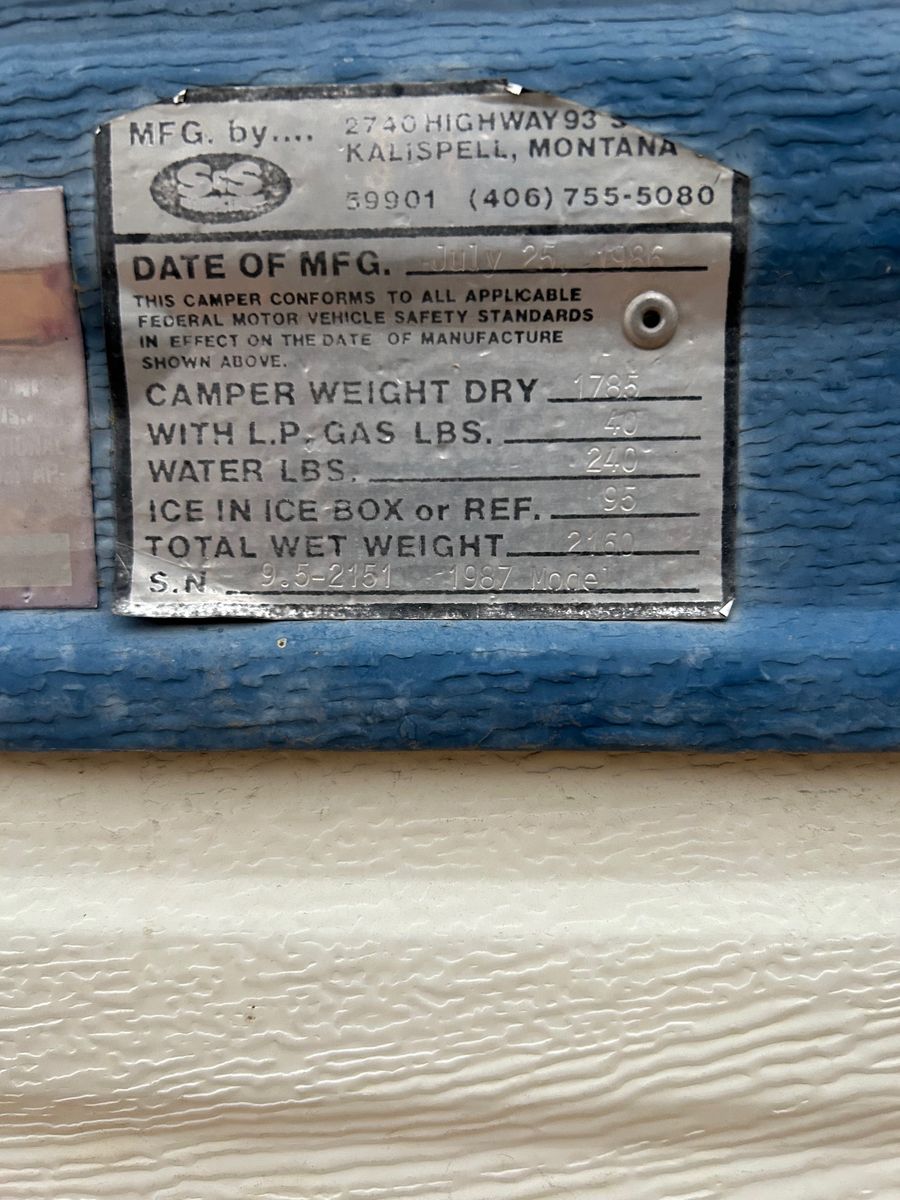 MFG. by.... 2740 HIGHWAY 93 S
KALISPELL, MONTANA
S&S
59901 (406) 755-5080
DATE OF MFG. July 25, 1986
THIS CAMPER CONFORMS TO ALL APPLICABLE
FEDERAL MOTOR VEHICLE SAFETY STANDARDS
IN EFFECT ON THE DATE OF MANUFACTURE
SHOWN ABOVE.
CAMPER WEIGHT DRY 1785
WITH L.P. GAS LBS. 40
WATER LBS. 240
ICE IN ICE BOX or REF. 95
TOTAL WET WEIGHT 2160
S.N 9.5-2151 1987 Model